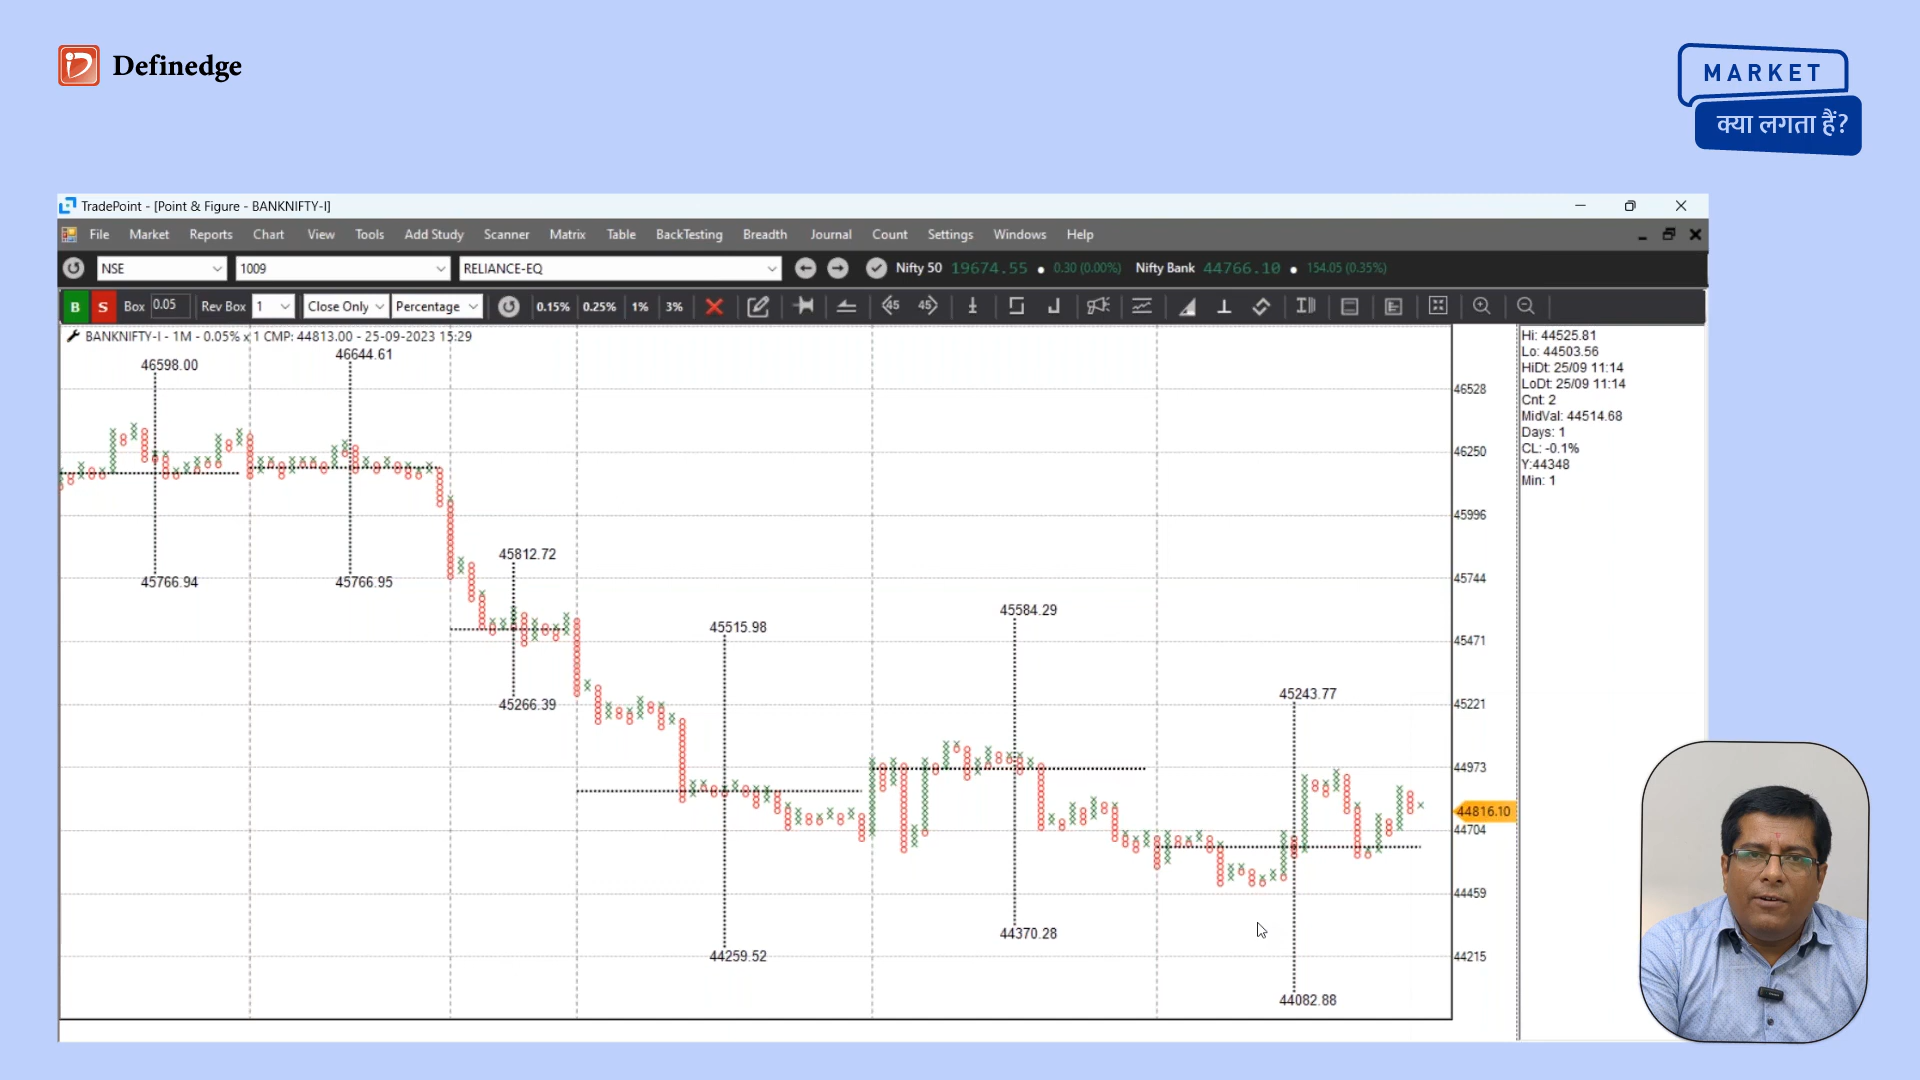 Definedge
MARKET
क्या लगता हैं?
TradePoint - [Point & Figure - BANKNIFTY-I]
File Market Reports Chart View Tools Add Study Scanner Matrix Table BackTesting Breadth Journal Count Settings Windows Help
NSE 1009 RELIANCE-EQ Nifty 50 19674.55 0.30 (0.00%) Nifty Bank 44766.10 154.05 (0.35%)
B S Box 0.05 Rev Box 1 Close Only Percentage 0.15% 0.25% 1% 3% 45 45
BANKNIFTY-I - 1M - 0.05% x 1 CMP: 44813.00 - 25-09-2023 15:29
46598.00
46644.61
45766.94
45766.95
45812.72
45266.39
45515.98
44259.52
45584.29
44370.28
45243.77
44082.88
46528
46250
45996
45744
45471
45221
44973
44816.10
44704
44459
44215
Hi: 44525.81
Lo: 44503.56
HiDt: 25/09 11:14
LoDt: 25/09 11:14
Cnt: 2
MidVal: 44514.68
Days: 1
CL: -0.1%
Y:44348
Min: 1